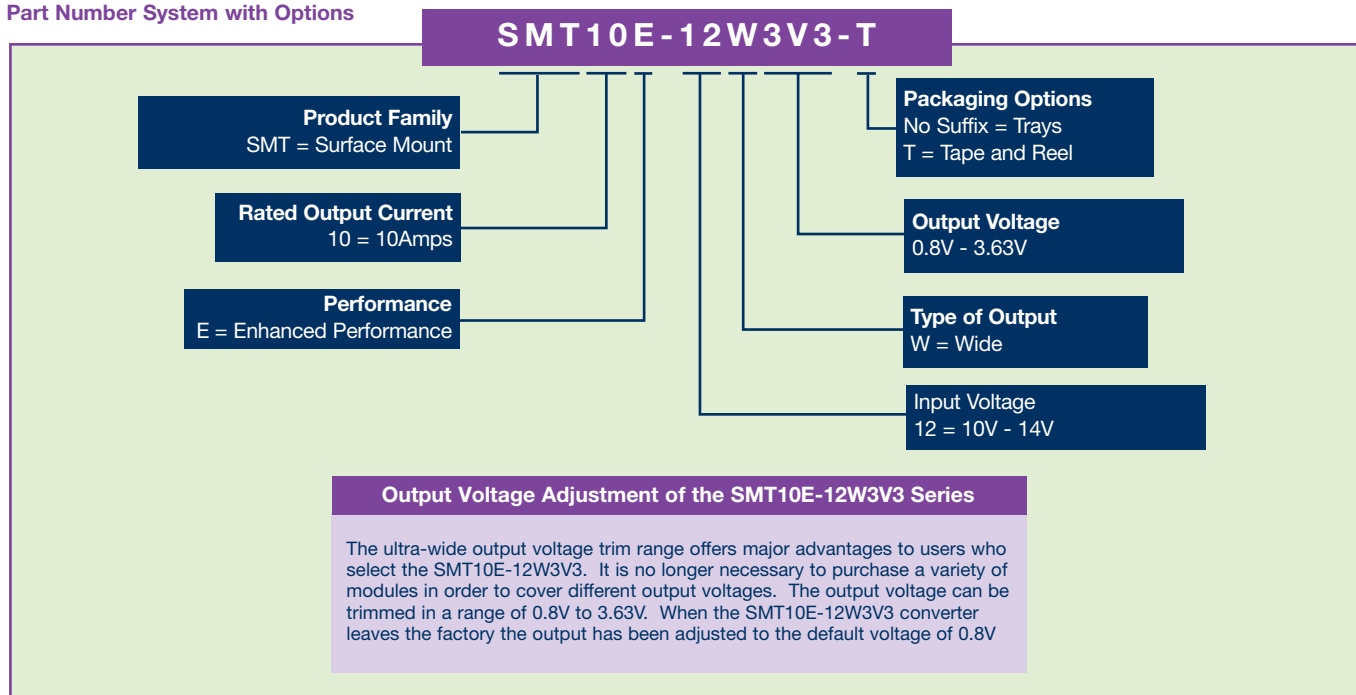 Part Number System with Options
SMT10E-12W3V3-T
Product Family
SMT = Surface Mount
Rated Output Current
10 = 10Amps
Performance
E = Enhanced Performance
Packaging Options
No Suffix = Trays
T = Tape and Reel
Output Voltage
0.8V - 3.63V
Type of Output
W = Wide
Input Voltage
12 = 10V - 14V
Output Voltage Adjustment of the SMT10E-12W3V3 Series
The ultra-wide output voltage trim range offers major advantages to users who
select the SMT10E-12W3V3. It is no longer necessary to purchase a variety of
modules in order to cover different output voltages. The output voltage can be
trimmed in a range of 0.8V to 3.63V. When the SMT10E-12W3V3 converter
leaves the factory the output has been adjusted to the default voltage of 0.8V